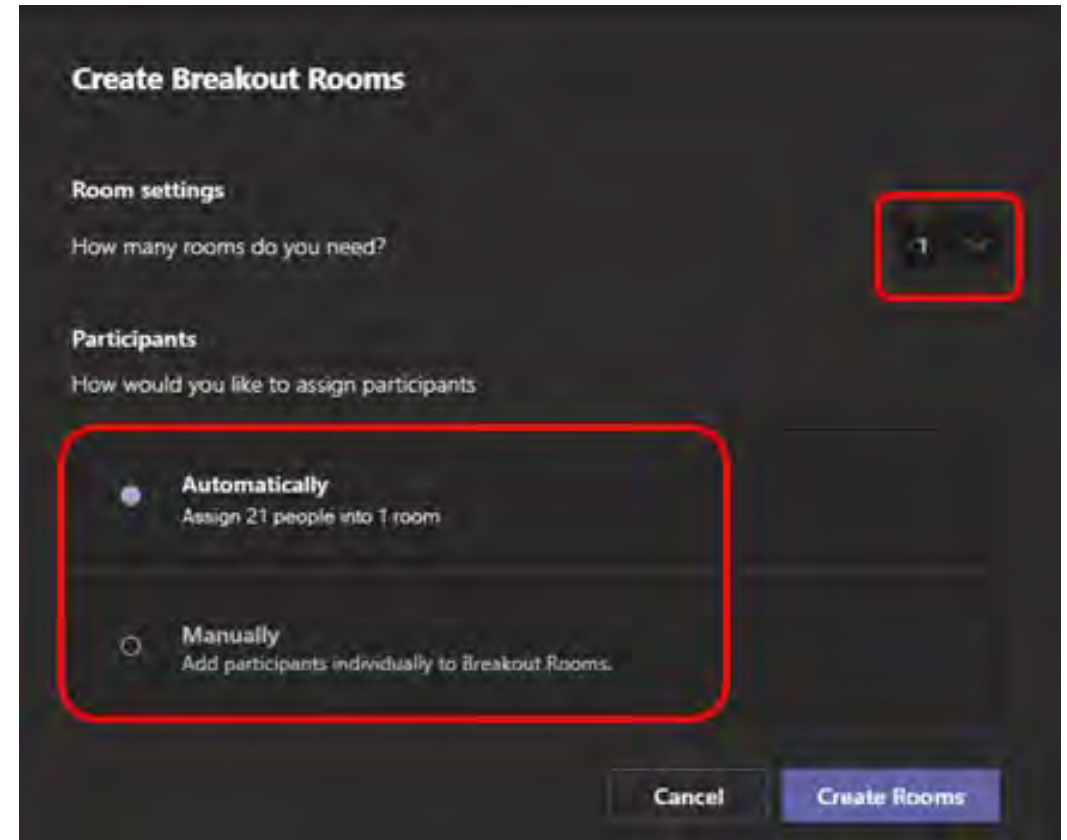 Create Breakout Rooms
Room settings
How many rooms do you need?
1
Participants
How would you like to assign participants
Automatically
Assign 21 people into 1 room
Manually
Add participants individually to Breakout Rooms.
Cancel
Create Rooms